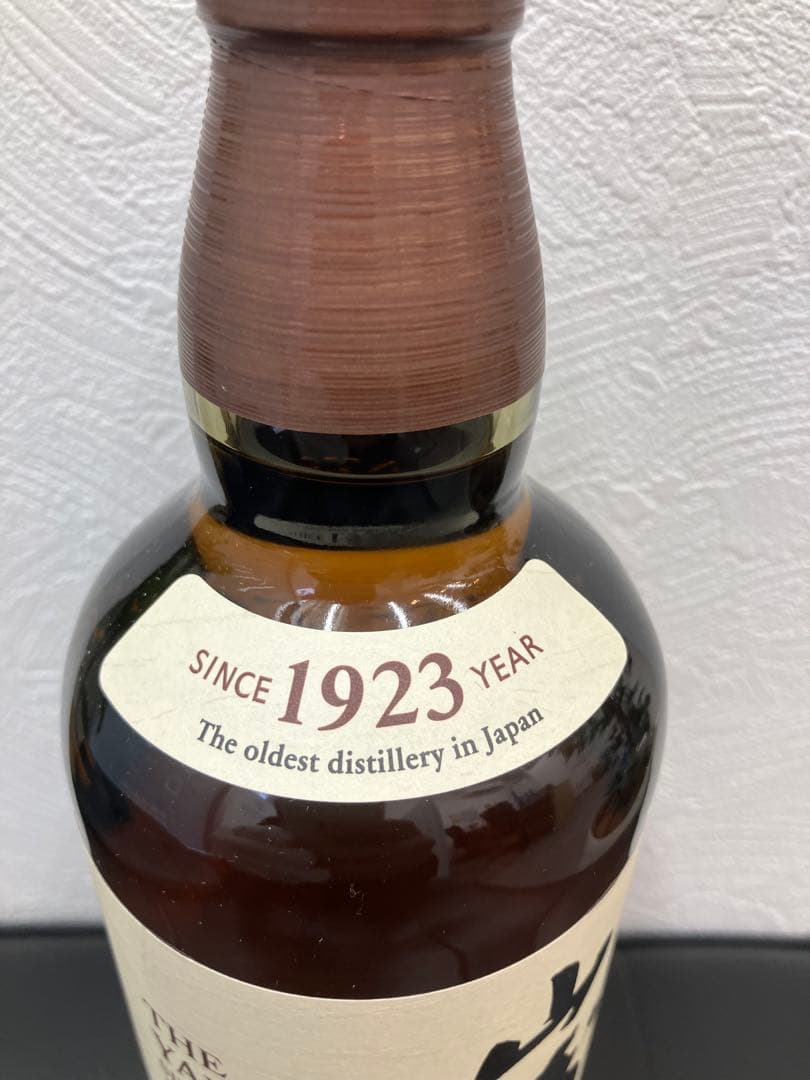 SINCE 1923 YEAR
The oldest distillery in Japan
THE